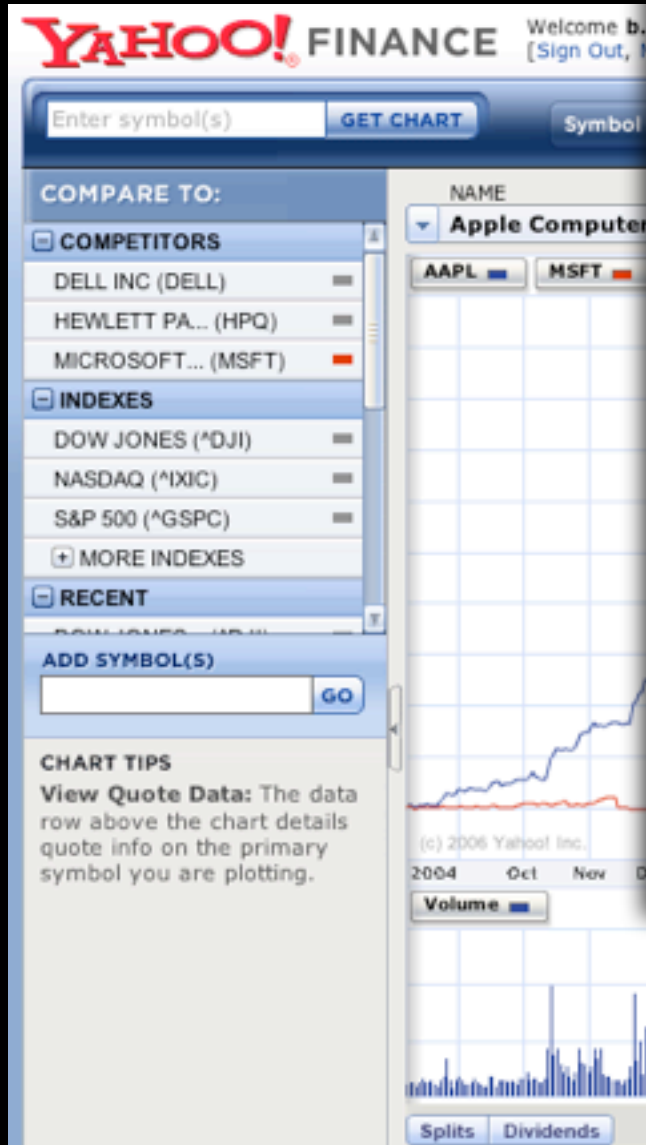 YAHOO! FINANCE
Welcome b.
[Sign Out,
Enter symbol(s)
GET CHART
Symbol
COMPARE TO:
COMPETITORS
DELL INC (DELL)
HEWLETT PA... (HPQ)
MICROSOFT... (MSFT)
INDEXES
DOW JONES (^DJI)
NASDAQ (^IXIC)
S&P 500 (^GSPC)
MORE INDEXES
RECENT
ADD SYMBOL(S)
GO
CHART TIPS
View Quote Data: The data
row above the chart details
quote info on the primary
symbol you are plotting.
NAME
Apple Computer
AAPL
MSFT
(c) 2006 Yahoo! Inc.
2004 Oct Nov
Volume
Splits Dividends